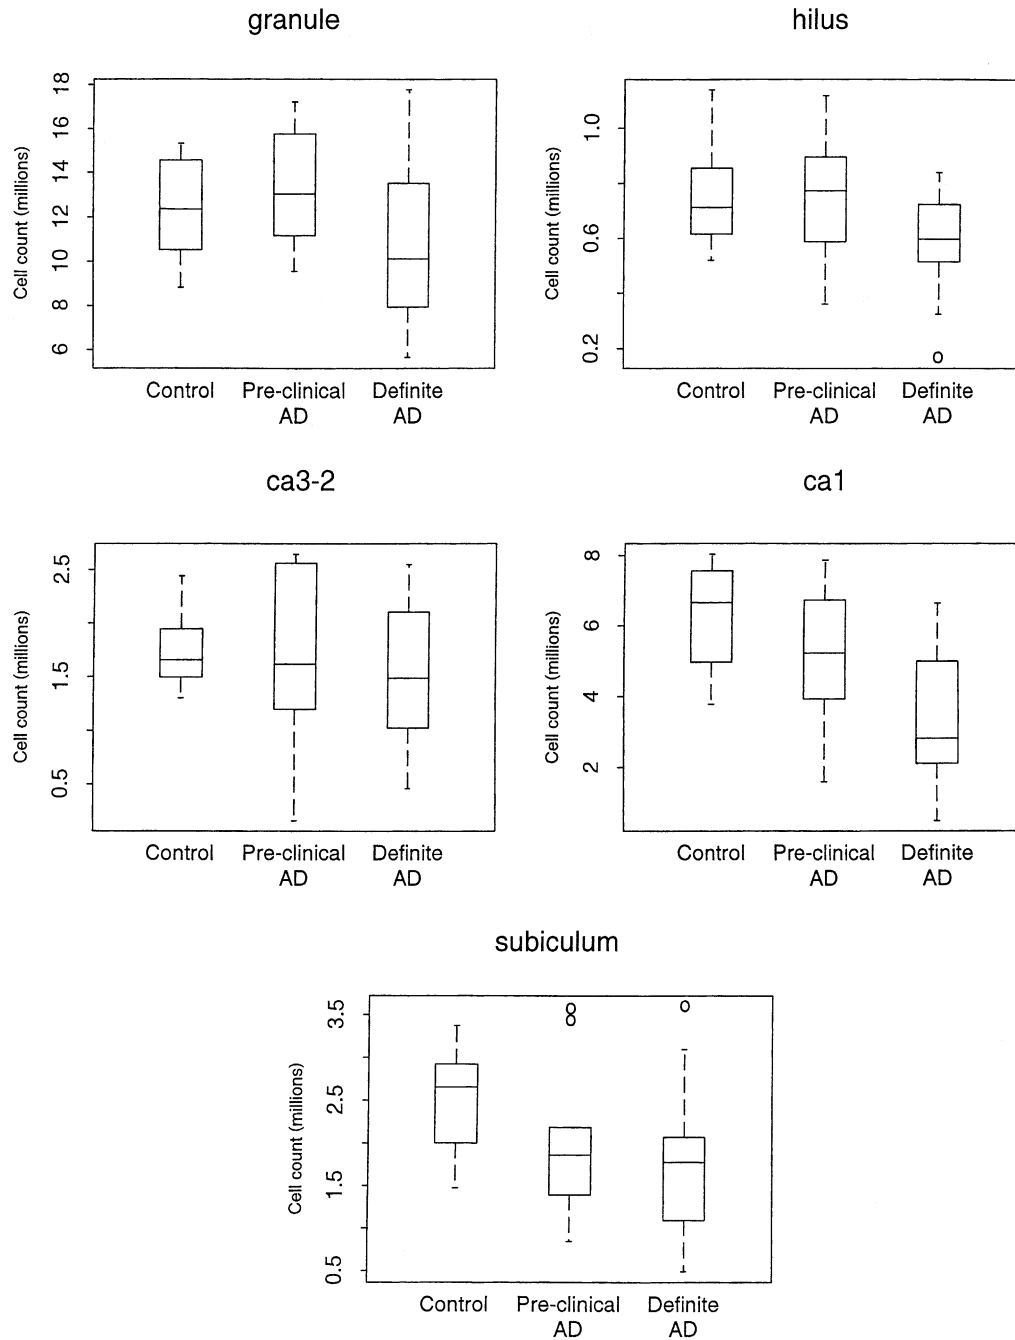 granule
hilus
Cell count (millions)
18
16
14
12
10
8
6
Control
Pre-clinical
AD
Definite
AD
Cell count (millions)
1.0
0.6
0.2
Control
Pre-clinical
AD
Definite
AD
ca3-2
ca1
Cell count (millions)
2.5
1.5
0.5
Control
Pre-clinical
AD
Definite
AD
Cell count (millions)
8
6
4
2
Control
Pre-clinical
AD
Definite
AD
subiculum
Cell count (millions)
3.5
2.5
1.5
0.5
Control
Pre-clinical
AD
Definite
AD